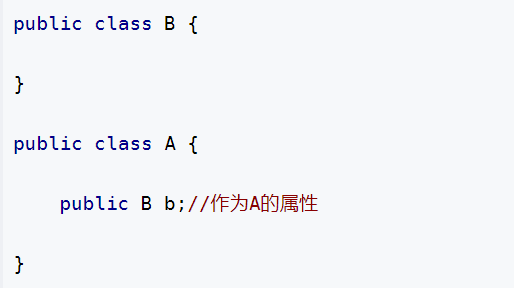 public class B {
}
public class A {
public B b;//作为A的属性
}